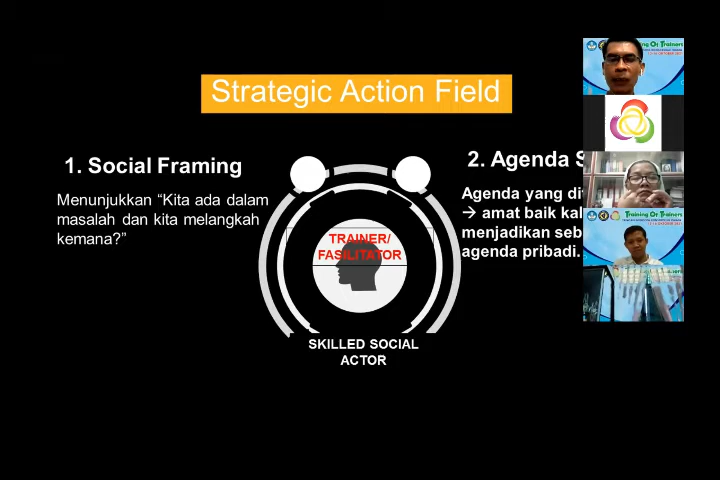 Strategic Action Field
1. Social Framing
Menunjukkan “Kita ada dalam
masalah dan kita melangkah
kemana?”
TRAINER/
FASILITATOR
SKILLED SOCIAL
ACTOR
2. Agenda S
Agenda yang di
→ amat baik kal
menjadikan seb
agenda pribadi.
Training Of Trainers
Training Of Trainers